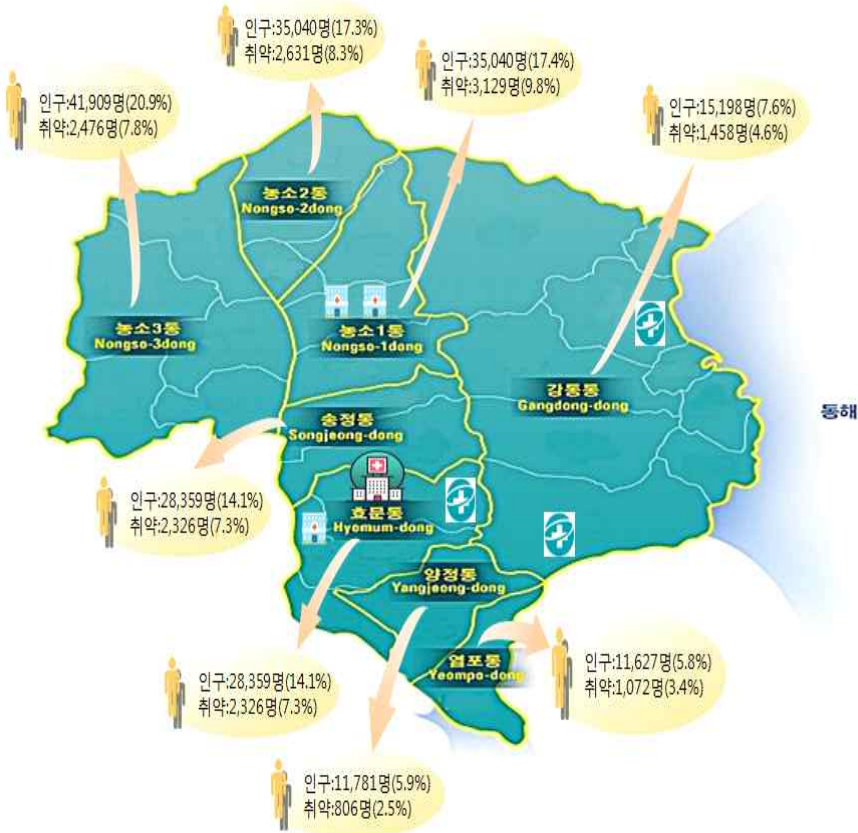 인구:35,040명(17.3%)
취약:2,631명(8.3%)
인구:35,040명(17.4%)
취약:3,129명(9.8%)
인구:41,909명(20.9%)
취약:2,476명(7.8%)
인구:15,198명(7.6%)
취약:1,458명(4.6%)
농소2동
Nongso-2dong
농소3동
Nongso-3dong
농소1동
Nongso-1dong
강동동
Gangdong-dong
동해
송정동
Songjeong-dong
인구:28,359명(14.1%)
취약:2,326명(7.3%)
효문동
Hyomum-dong
양정동
Yangjeong-dong
염포동
Yeompo-dong
인구:11,627명(5.8%)
취약:1,072명(3.4%)
인구:28,359명(14.1%)
취약:2,326명(7.3%)
인구:11,781명(5.9%)
취약:806명(2.5%)